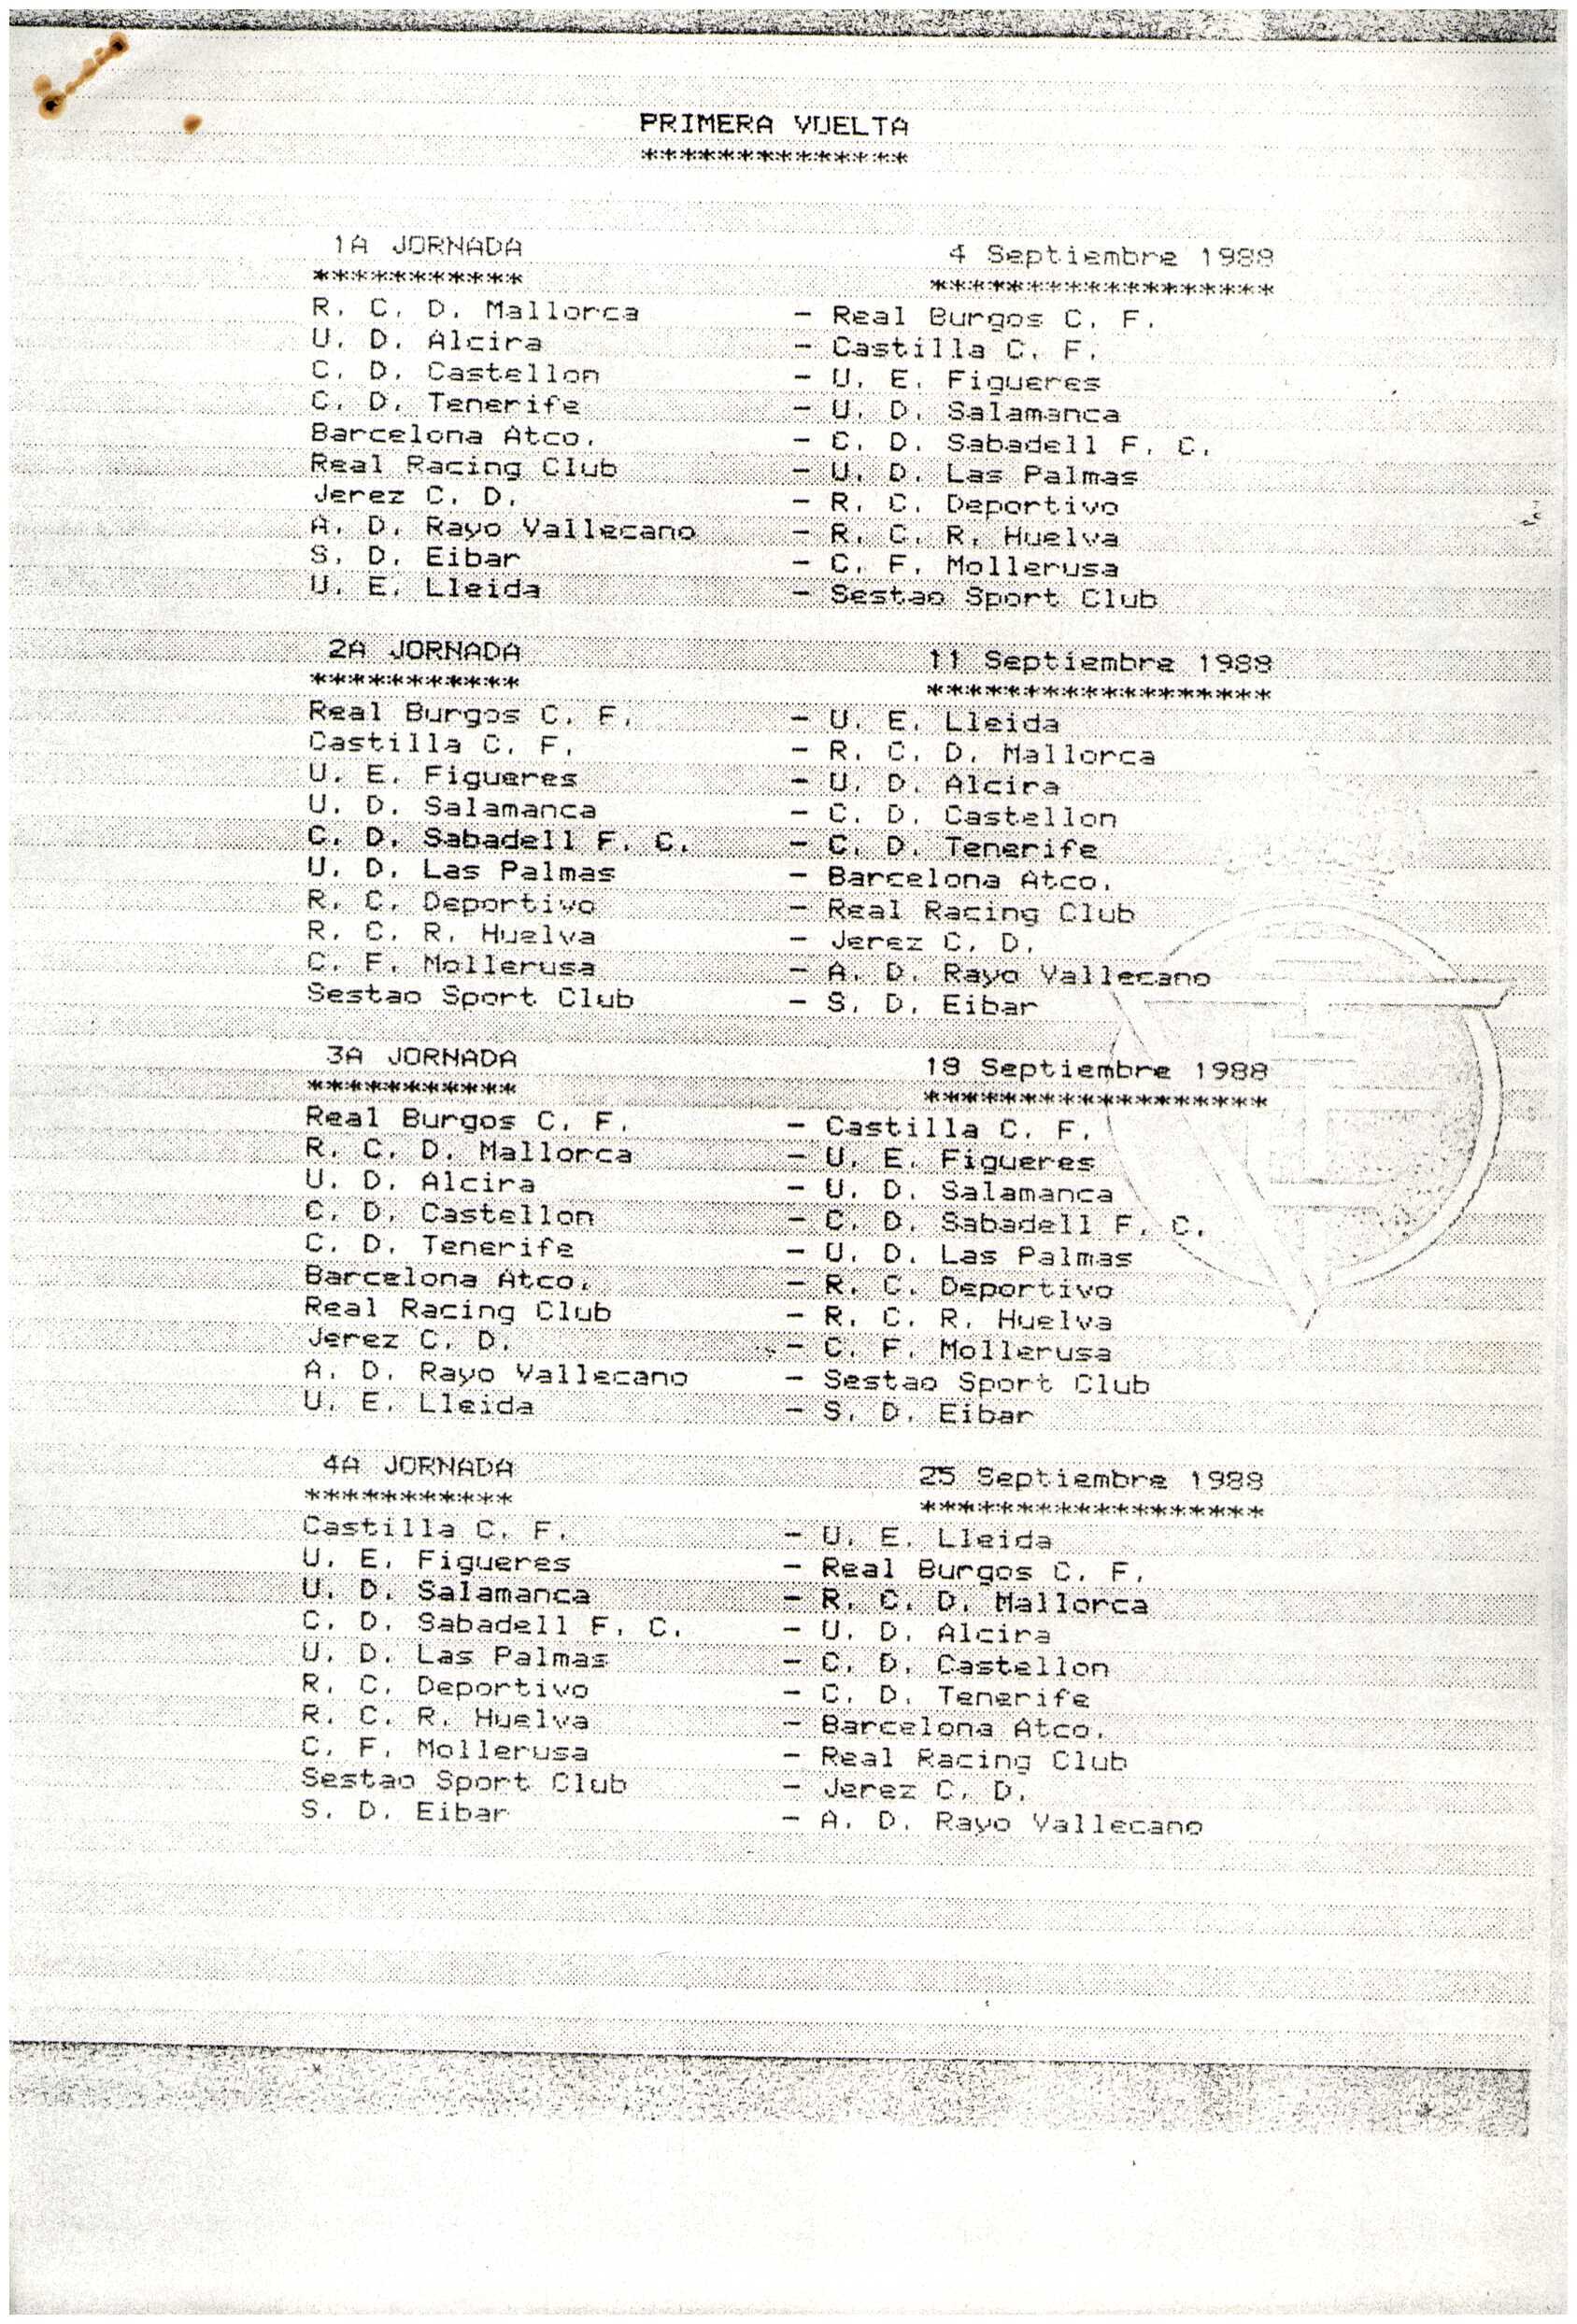 PRIMERA VUELTA
**************
1A JORNADA 4 Septiembre 1988
*********** ******************
R. C. D. Mallorca - Real Burgos C. F.
U. D. Alcira - Castilla C. F.
C. D. Castellon - U. E. Figueres
C. D. Tenerife - U. D. Salamanca
Barcelona Atco. - C. D. Sabadell F. C.
Real Racing Club - U. D. Las Palmas
Jerez C. D. - R. C. Deportivo
A. D. Rayo Vallecano - R. C. R. Huelva
S. D. Eibar - C. F. Mollerusa
U. E. Lleida - Sestao Sport Club
2A JORNADA 11 Septiembre 1988
*********** ******************
Real Burgos C. F. - U. E. Lleida
Castilla C. F. - R. C. D. Mallorca
U. E. Figueres - U. D. Alcira
U. D. Salamanca - C. D. Castellon
C. D. Sabadell F. C. - C. D. Tenerife
U. D. Las Palmas - Barcelona Atco.
R. C. Deportivo - Real Racing Club
R. C. R. Huelva - Jerez C. D.
C. F. Mollerusa - A. D. Rayo Vallecano
Sestao Sport Club - S. D. Eibar
3A JORNADA 18 Septiembre 1988
*********** ******************
Real Burgos C. F. - Castilla C. F.
R. C. D. Mallorca - U. E. Figueres
U. D. Alcira - U. D. Salamanca
C. D. Castellon - C. D. Sabadell F. C.
C. D. Tenerife - U. D. Las Palmas
Barcelona Atco. - R. C. Deportivo
Real Racing Club - R. C. R. Huelva
Jerez C. D. - C. F. Mollerusa
A. D. Rayo Vallecano - Sestao Sport Club
U. E. Lleida - S. D. Eibar
4A JORNADA 25 Septiembre 1988
*********** ******************
Castilla C. F. - U. E. Lleida
U. E. Figueres - Real Burgos C. F.
U. D. Salamanca - R. C. D. Mallorca
C. D. Sabadell F. C. - U. D. Alcira
U. D. Las Palmas - C. D. Castellon
R. C. Deportivo - C. D. Tenerife
R. C. R. Huelva - Barcelona Atco.
C. F. Mollerusa - Real Racing Club
Sestao Sport Club - Jerez C. D.
S. D. Eibar - A. D. Rayo Vallecano